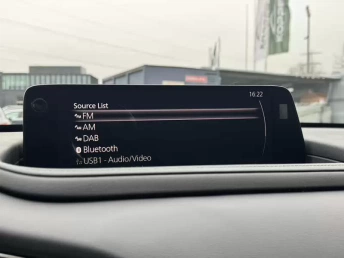 16:22
Source List
FM
AM
DAB
Bluetooth
USB1 - Audio/Video